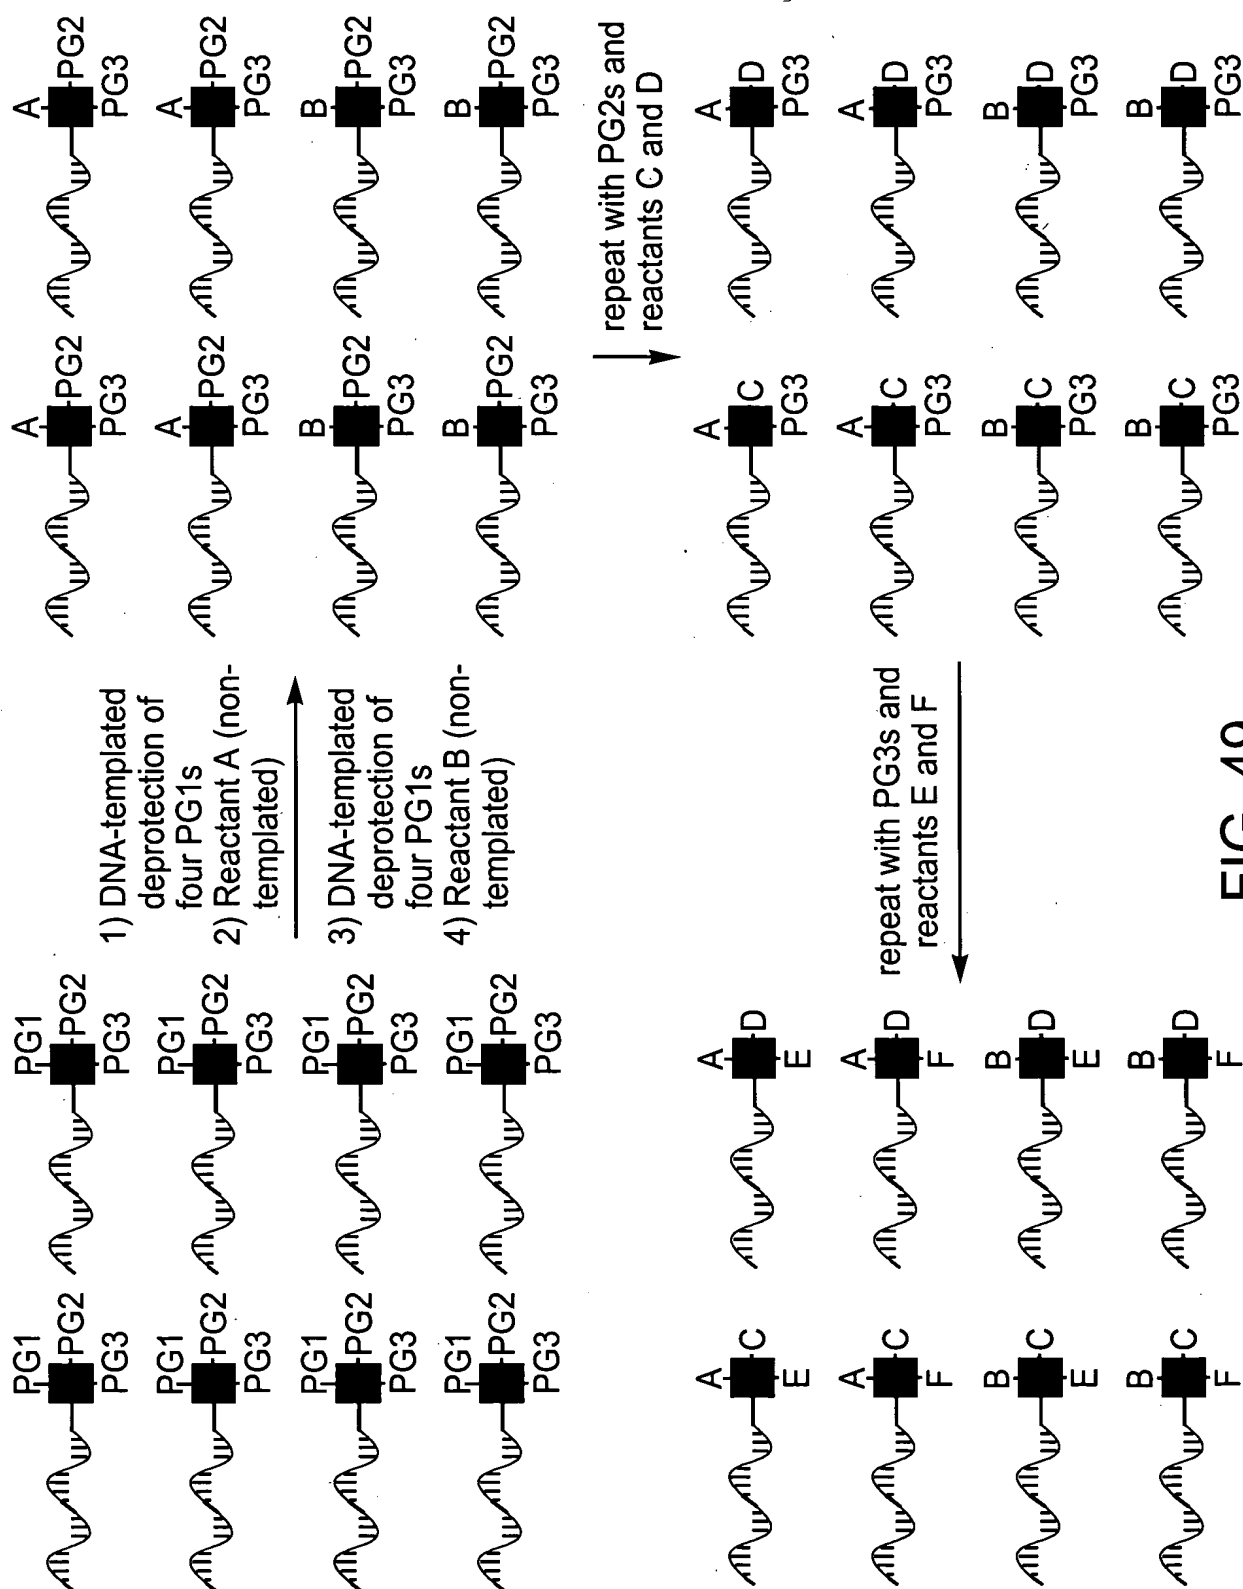 PG1
PG2
PG3
PG1
PG2
PG3
PG1
PG2
PG3
PG1
PG2
PG3
PG1
PG2
PG3
PG1
PG2
PG3
PG1
PG2
PG3
PG1
PG2
PG3
1) DNA-templated
deprotection of
four PG1s
2) Reactant A (non-
templated)
3) DNA-templated
deprotection of
four PG1s
4) Reactant B (non-
templated)
A
PG2
PG3
A
PG2
PG3
A
PG2
PG3
A
PG2
PG3
B
PG2
PG3
B
PG2
PG3
B
PG2
PG3
B
PG2
PG3
repeat with PG2s and
reactants C and D
A
C
PG3
A
D
PG3
A
C
PG3
A
D
PG3
B
C
PG3
B
D
PG3
B
C
PG3
B
D
PG3
repeat with PG3s and
reactants E and F
A
C
E
A
D
E
A
C
F
A
D
F
B
C
E
B
D
E
B
C
F
B
D
F
FIG.